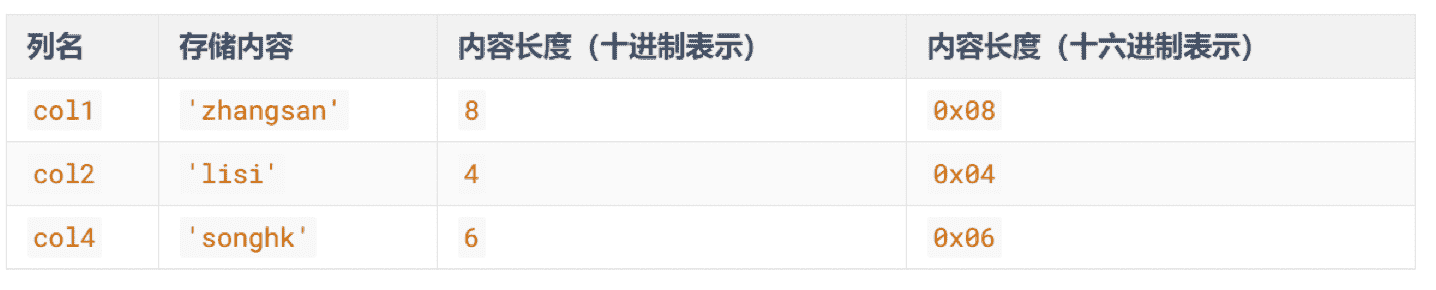 列名 存储内容 内容长度（十进制表示） 内容长度（十六进制表示）
col1 'zhangsan' 8 0x08
col2 'lisi' 4 0x04
col4 'songhk' 6 0x06